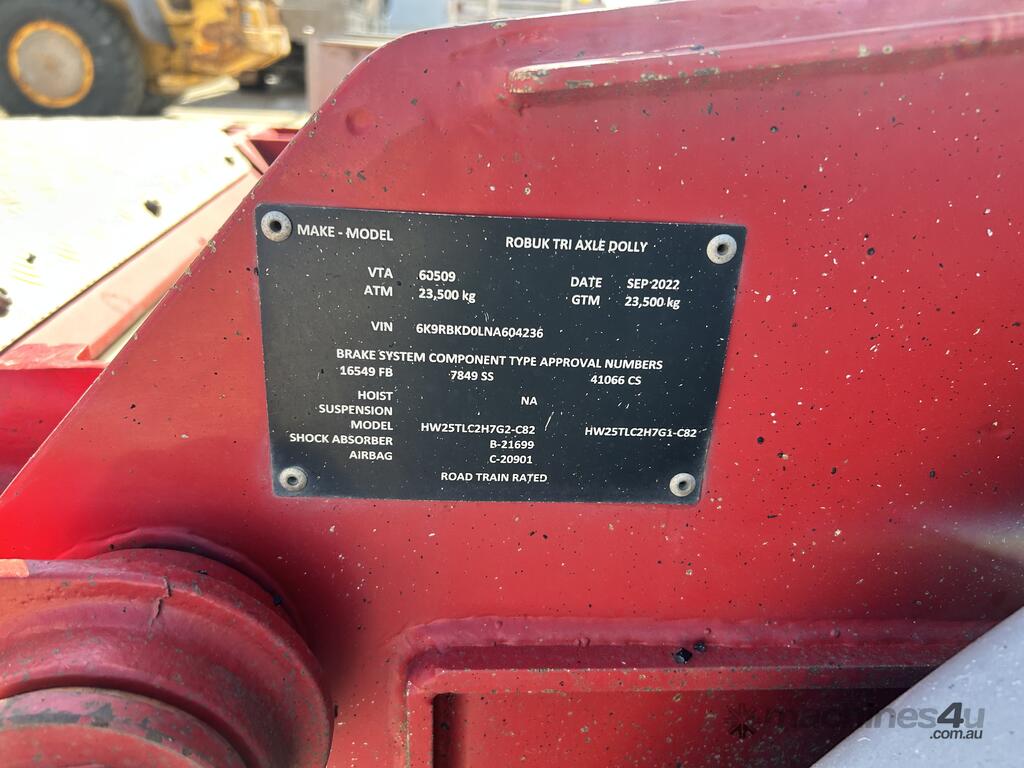 MAKE - MODEL ROBUK TRI AXLE DOLLY
VTA 60509 DATE SEP 2022
ATM 23,500 kg GTM 23,500 kg
VIN 6K9RBKD0LNA604236
BRAKE SYSTEM COMPONENT TYPE APPROVAL NUMBERS
16549 FB 7849 SS 41066 CS
HOIST NA
SUSPENSION
MODEL HW25TLC2H7G2-C82 HW25TLC2H7G1-C82
SHOCK ABSORBER B-21699
AIRBAG C-20901
ROAD TRAIN RATED
machines4u
.com.au